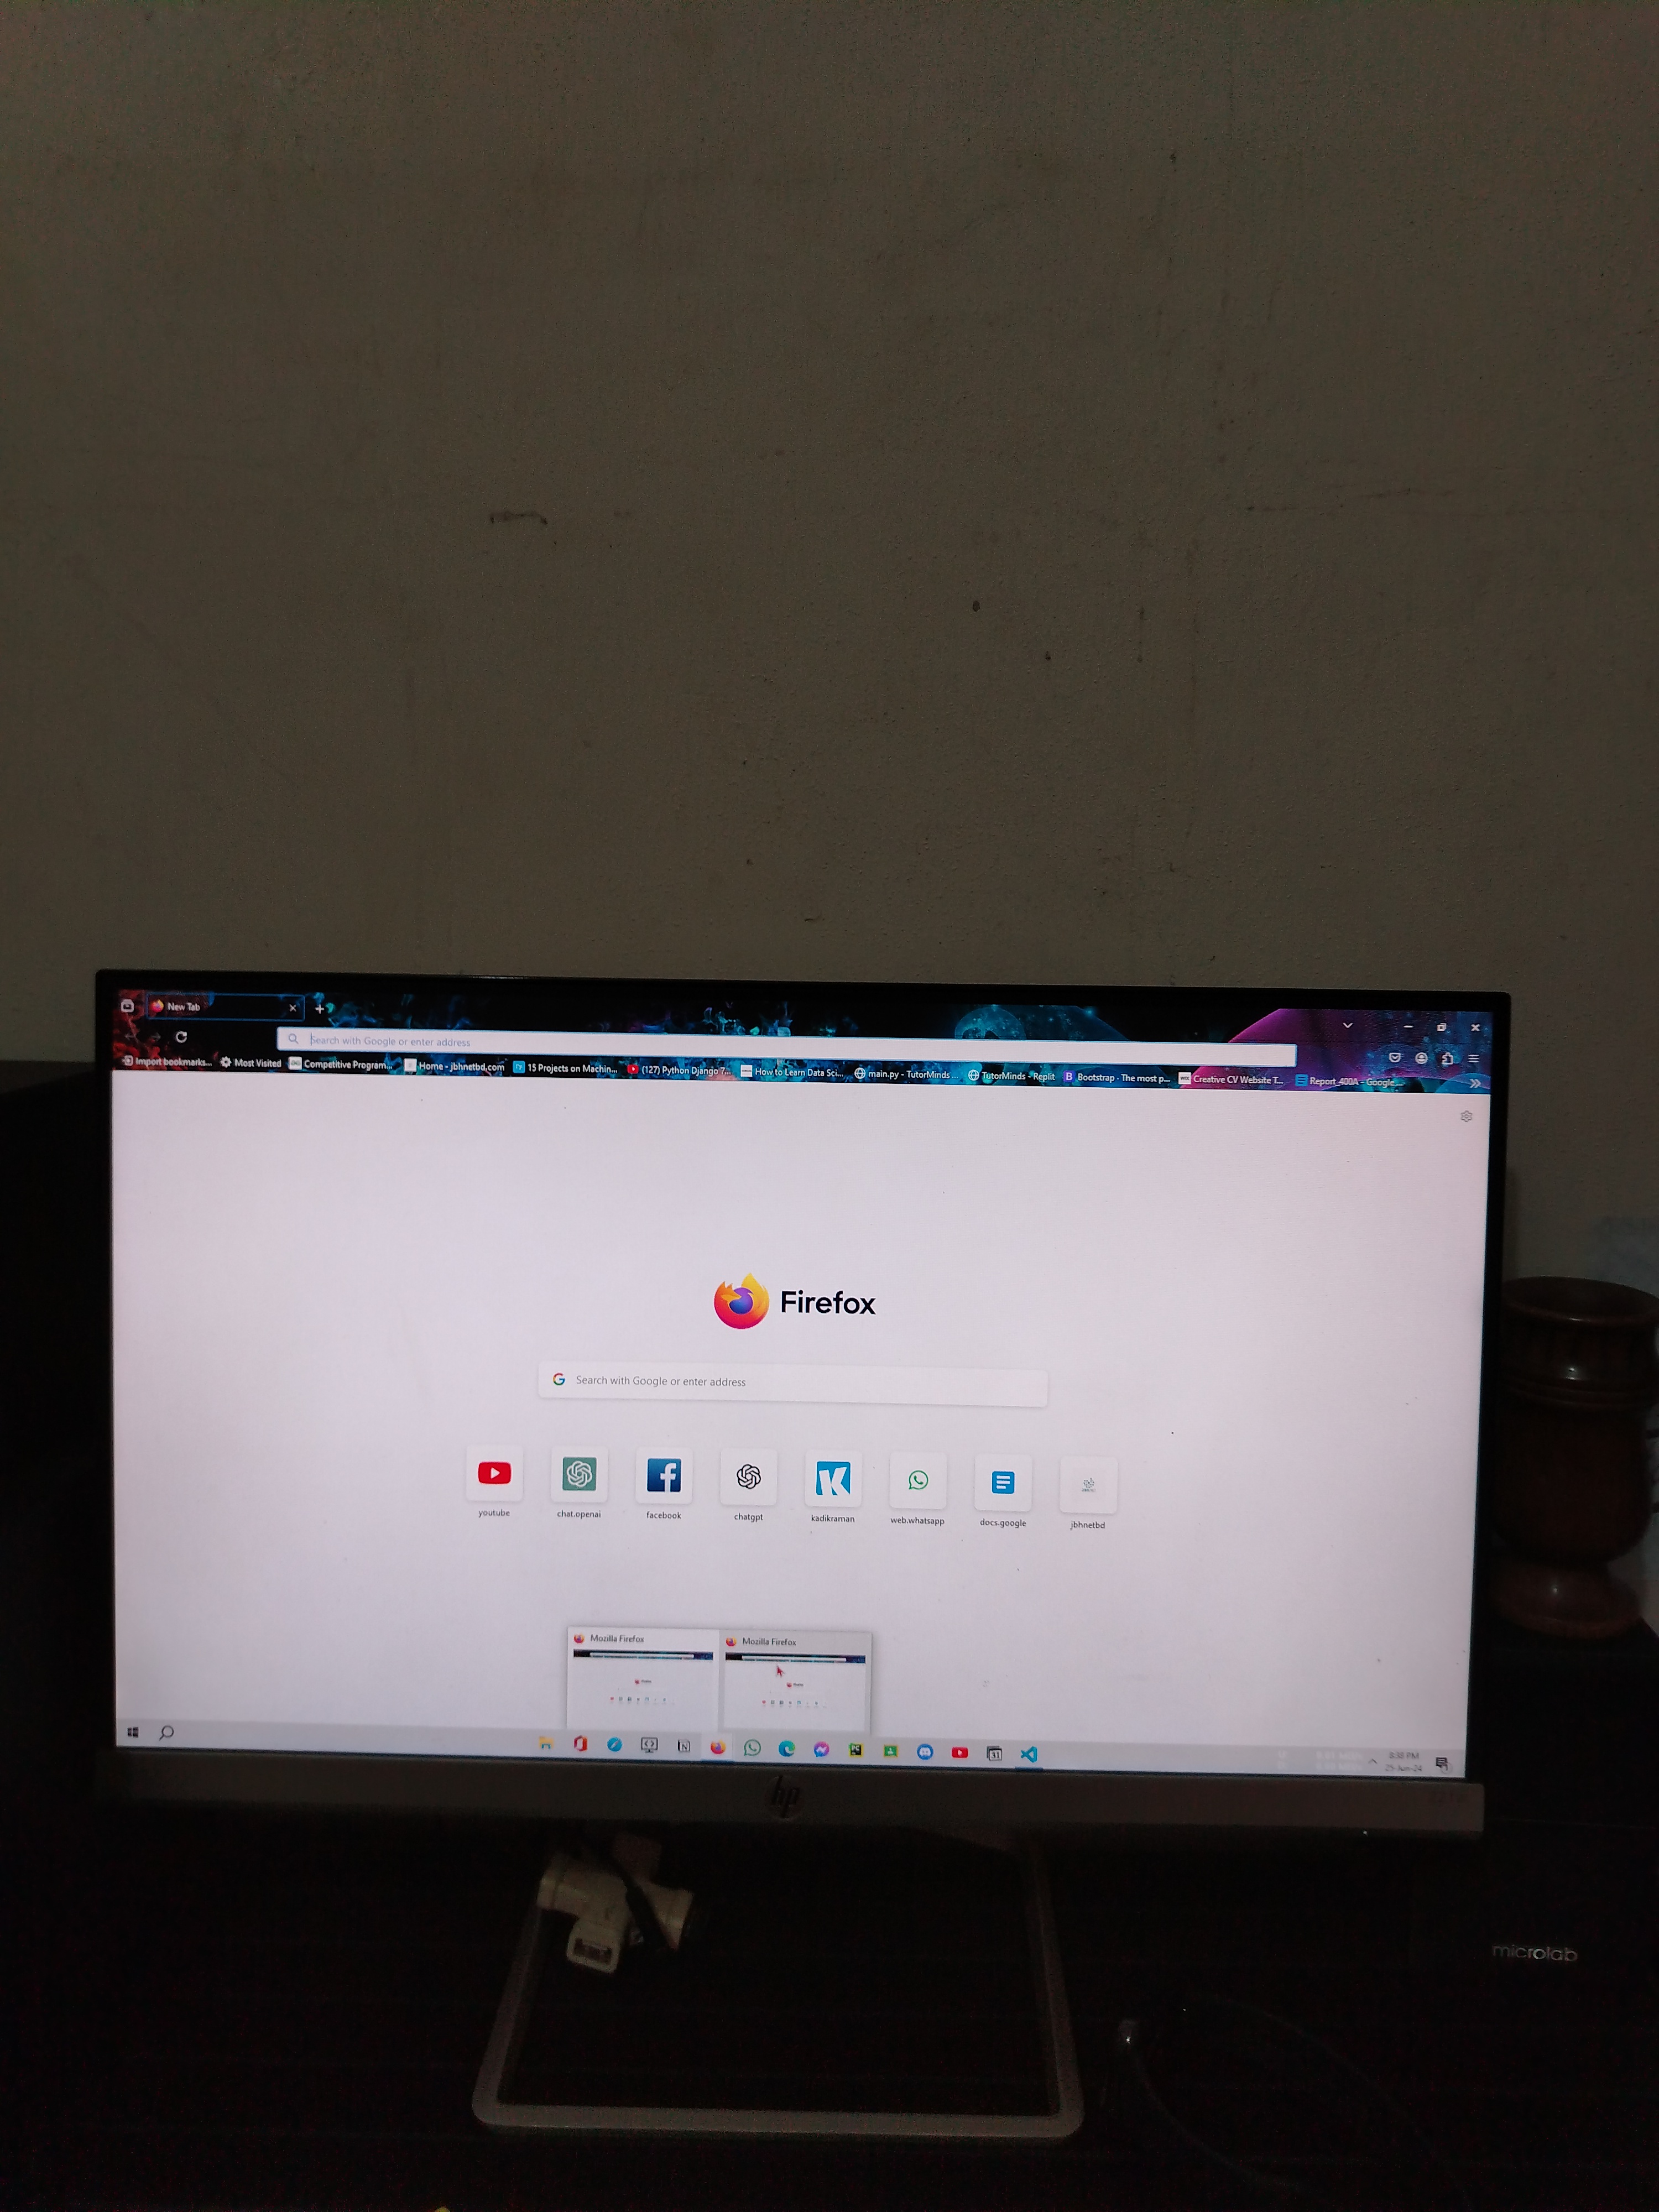 New Tab
Search with Google or enter address
Import bookmarks... Most Visited Competitive Program... Home - jbhnetbd.com 15 Projects on Machin... (127) Python Django 7... How to Learn Data Sci... main.py - TutorMinds ... TutorMinds - Replit Bootstrap · The most p... Creative CV Website T... Report_400A - Google...
Firefox
Search with Google or enter address
youtube chat.openai facebook chatgpt kadikraman web.whatsapp docs.google jbhnetbd
Mozilla Firefox Mozilla Firefox
8:38 PM
25-Jun-24
hp
microlab